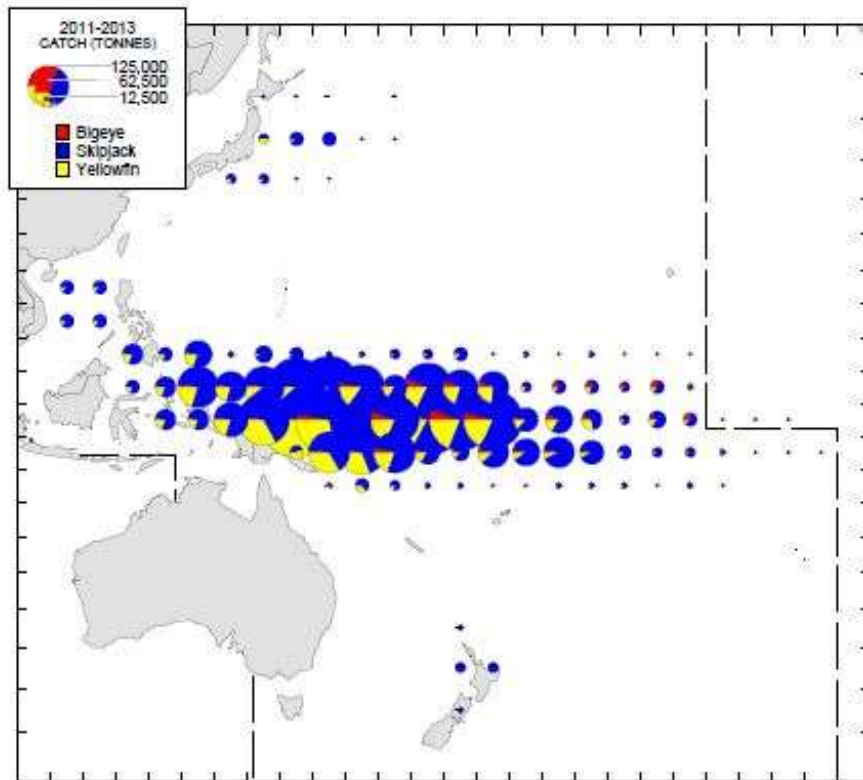 2011-2013
CATCH (TONNES)
125,000
62,500
12,500
Bigeye
Skipjack
Yellowfin